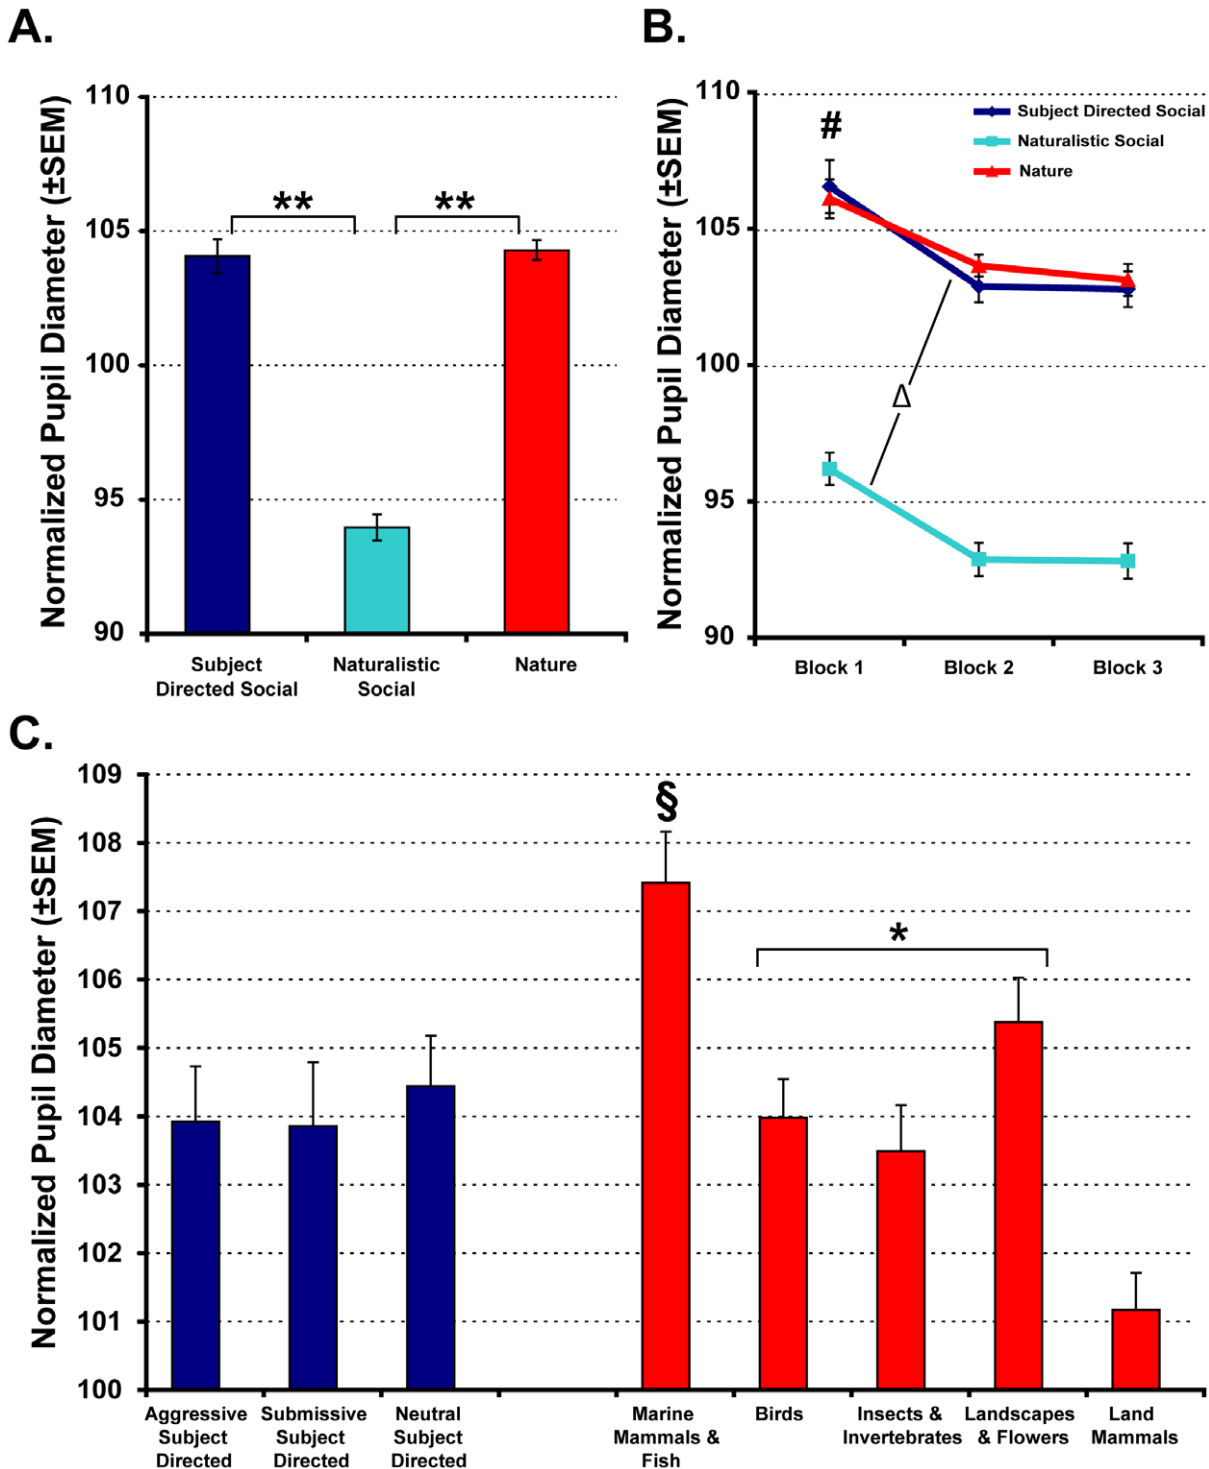 A.
Normalized Pupil Diameter (±SEM)
110
105
100
95
90
**
**
Subject
Directed Social
Naturalistic
Social
Nature
B.
Normalized Pupil Diameter (±SEM)
110
105
100
95
90
#
Subject Directed Social
Naturalistic Social
Nature
Δ
Block 1
Block 2
Block 3
C.
Normalized Pupil Diameter (±SEM)
109
108
107
106
105
104
103
102
101
100
§
*
Aggressive
Subject
Directed
Submissive
Subject
Directed
Neutral
Subject
Directed
Marine
Mammals &
Fish
Birds
Insects &
Invertebrates
Landscapes
& Flowers
Land
Mammals